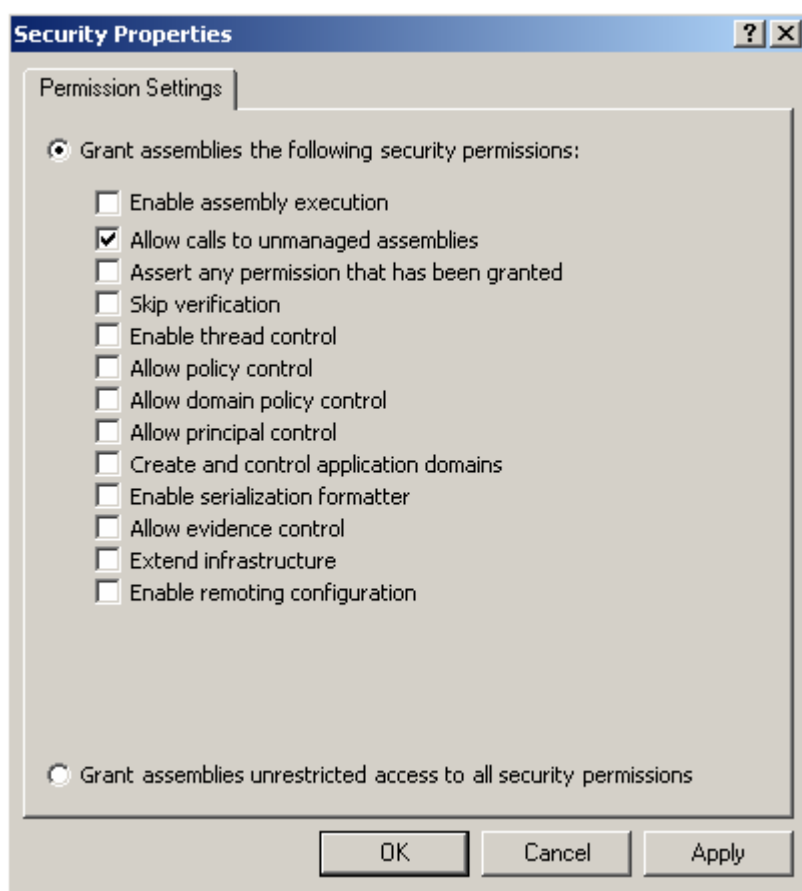 Security Properties
Permission Settings
Grant assemblies the following security permissions:
Enable assembly execution
Allow calls to unmanaged assemblies
Assert any permission that has been granted
Skip verification
Enable thread control
Allow policy control
Allow domain policy control
Allow principal control
Create and control application domains
Enable serialization formatter
Allow evidence control
Extend infrastructure
Enable remoting configuration
Grant assemblies unrestricted access to all security permissions
OK Cancel Apply